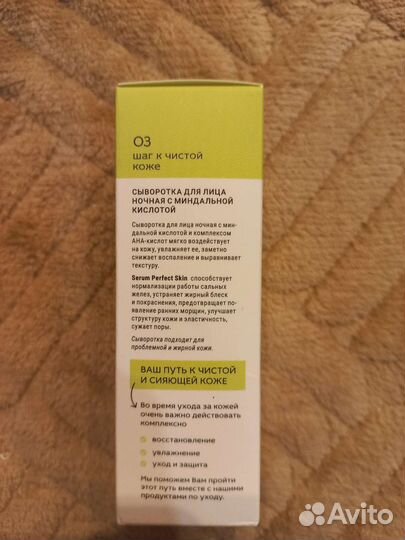 03
шаг к чистой
коже
СЫВОРОТКА ДЛЯ ЛИЦА
НОЧНАЯ С МИНДАЛЬНОЙ
КИСЛОТОЙ
Сыворотка для лица ночная с мин-
дальной кислотой и комплексом
АНА-кислот мягко воздействует
на кожу, увлажняет ее, заметно
снижает воспаление и выравнивает
текстуру.
Serum Perfect Skin способствует
нормализации работы сальных
желез, устраняет жирный блеск
и покраснения, предотвращает по-
явление ранних морщин, улучшает
структуру кожи и эластичность,
сужает поры.
Сыворотка подходит для
проблемной и жирной кожи.
ВАШ ПУТЬ К ЧИСТОЙ
И СИЯЮЩЕЙ КОЖЕ
Во время ухода за кожей
очень важно действовать
комплексно
восстановление
увлажнение
уход и защита
Мы поможем Вам пройти
этот путь вместе с нашими
продуктами по уходу.
Avito